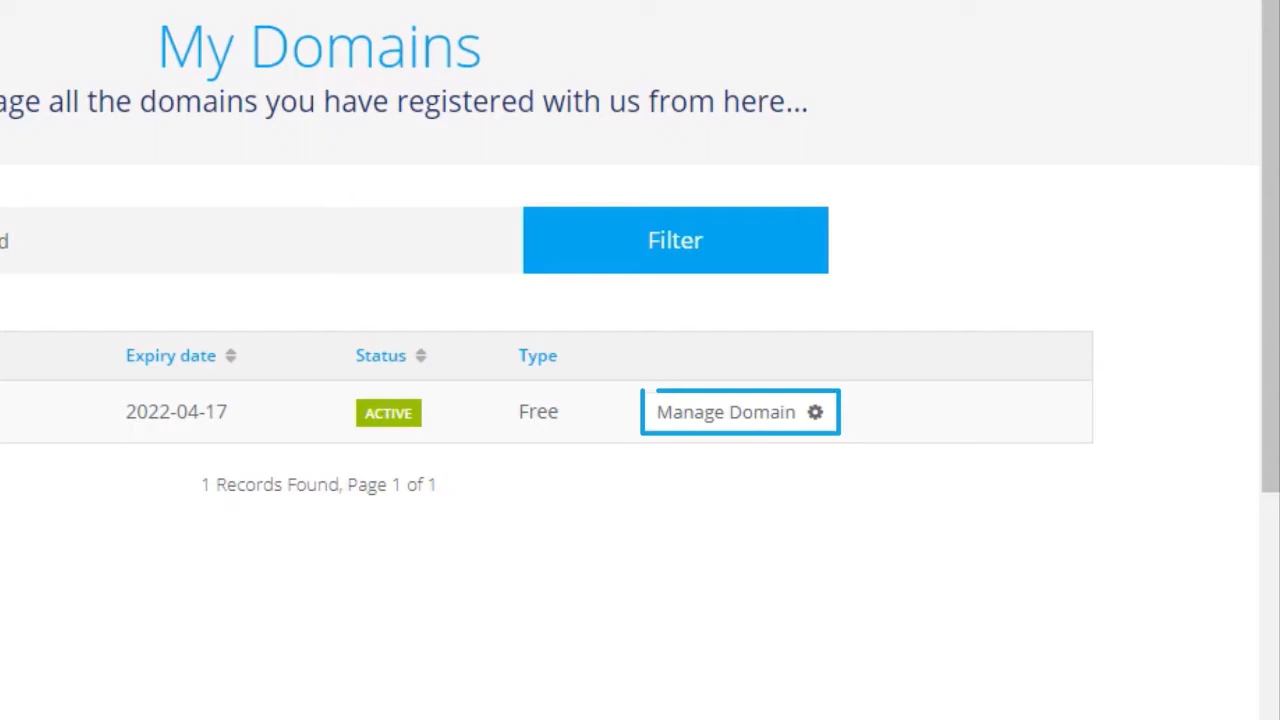 My Domains
all the domains you have registered with us from here...
Filter
Expiry date Status Type
2022-04-17 ACTIVE Free Manage Domain
1 Records Found, Page 1 of 1